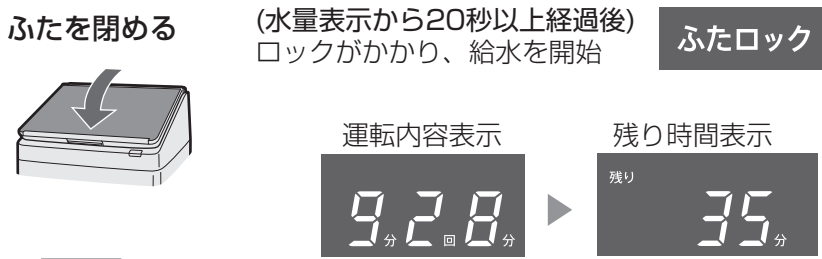 ふたを閉める
(水量表示から20秒以上経過後)
ロックがかかり、給水を開始
ふたロック
運転内容表示
9分2回8分
残り時間表示
残り
35分